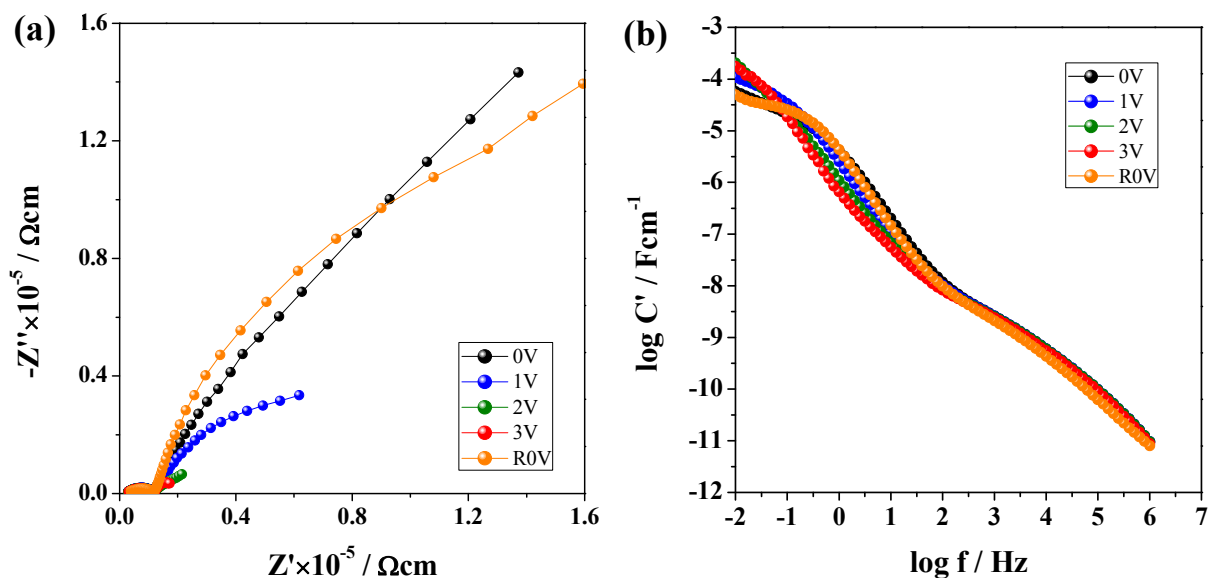 (a)
1.6
1.2
0.8
0.4
0.0
-Z''×10⁻⁵ / Ωcm
0V
1V
2V
3V
R0V
0.0 0.4 0.8 1.2 1.6
Z'×10⁻⁵ / Ωcm
(b)
-3
-4
-5
-6
-7
-8
-9
-10
-11
-12
log C' / Fcm⁻¹
0V
1V
2V
3V
R0V
-2 -1 0 1 2 3 4 5 6 7
log f / Hz